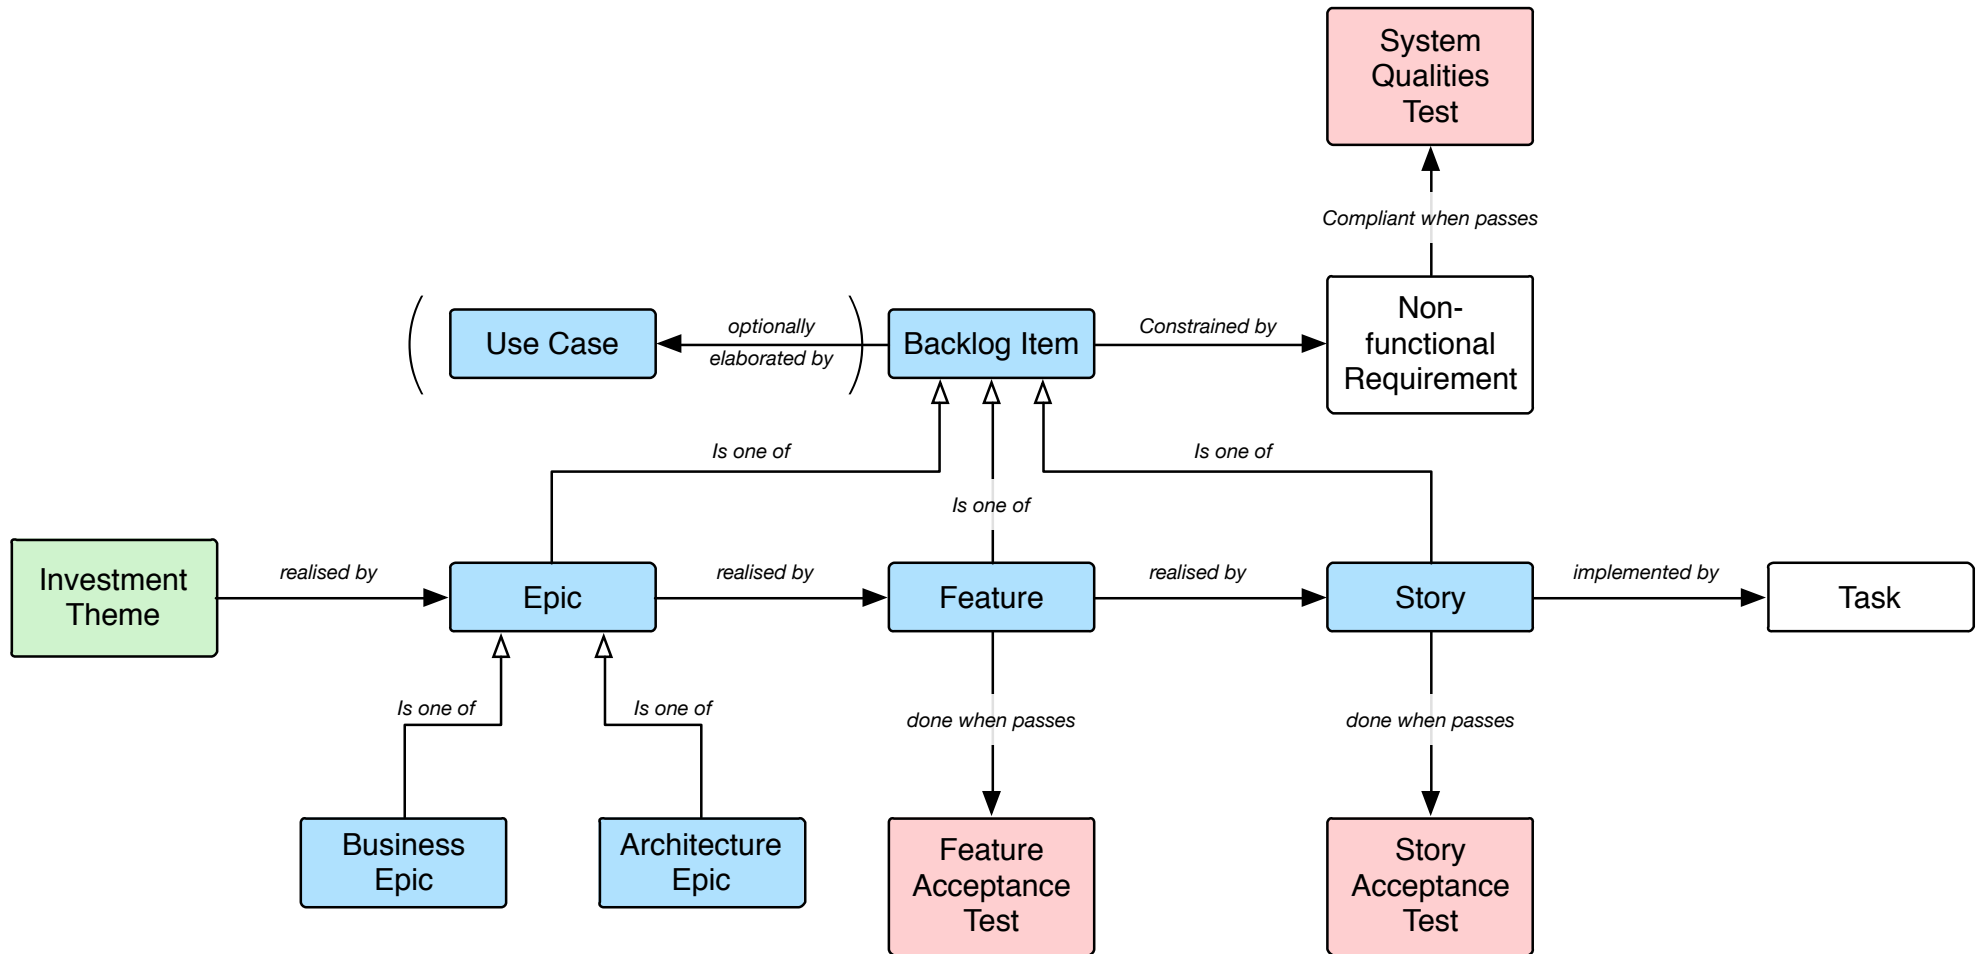 System
Qualities
Test
Compliant when passes
Use Case
optionally
elaborated by
Backlog Item
Constrained by
Non-
functional
Requirement
Is one of
Is one of
Is one of
Investment
Theme
realised by
Epic
realised by
Feature
realised by
Story
implemented by
Task
Is one of
Is one of
done when passes
done when passes
Business
Epic
Architecture
Epic
Feature
Acceptance
Test
Story
Acceptance
Test